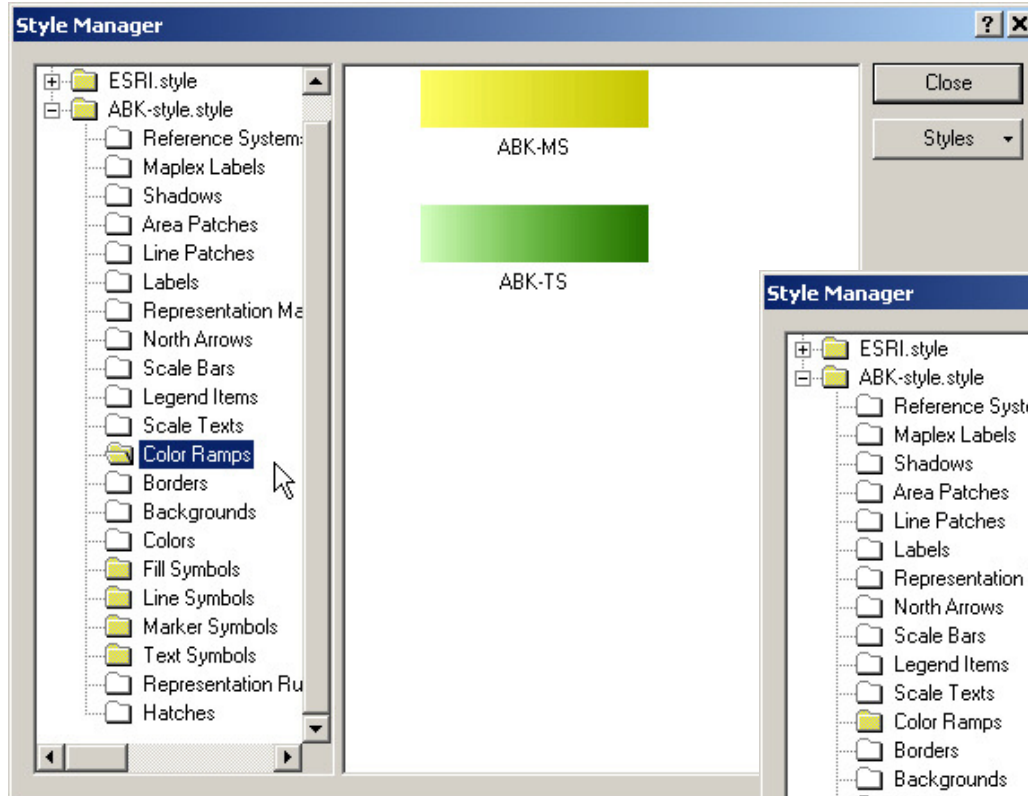 Style Manager
ESRI.style
ABK-style.style
Reference System
Maplex Labels
Shadows
Area Patches
Line Patches
Labels
Representation Ma
North Arrows
Scale Bars
Legend Items
Scale Texts
Color Ramps
Borders
Backgrounds
Colors
Fill Symbols
Line Symbols
Marker Symbols
Text Symbols
Representation Ru
Hatches
ABK-MS
ABK-TS
Close
Styles
Style Manager
ESRI.style
ABK-style.style
Reference Syst
Maplex Labels
Shadows
Area Patches
Line Patches
Labels
Representation
North Arrows
Scale Bars
Legend Items
Scale Texts
Color Ramps
Borders
Backgrounds